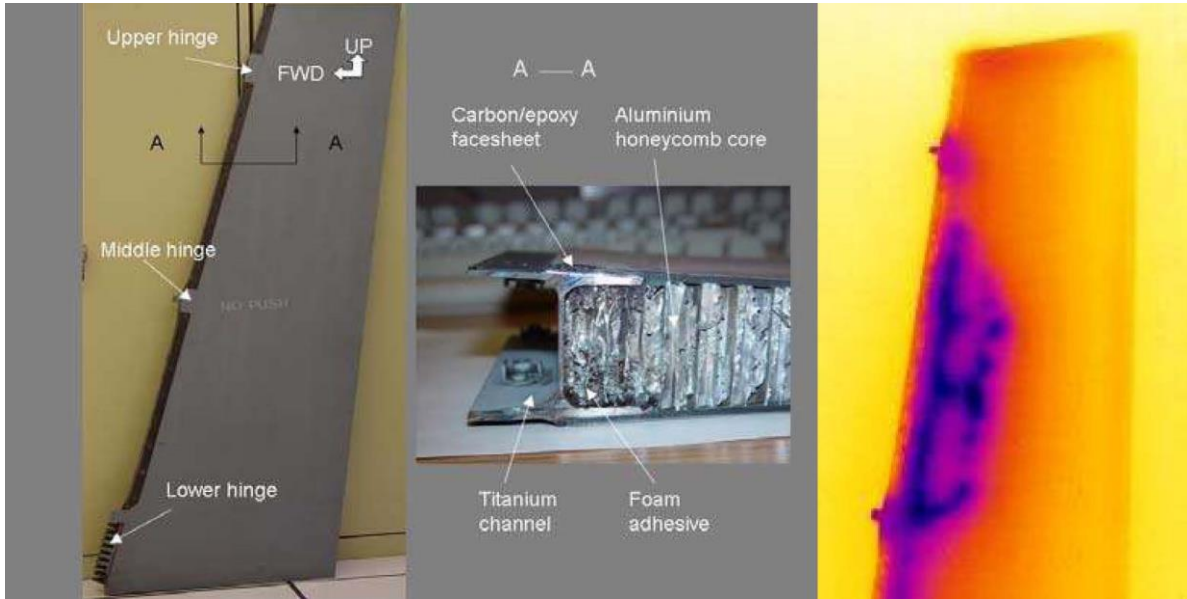 Upper hinge
UP
FWD
A
A
Middle hinge
NO PUSH
Lower hinge
A — A
Carbon/epoxy
facesheet
Aluminium
honeycomb core
Titanium
channel
Foam
adhesive